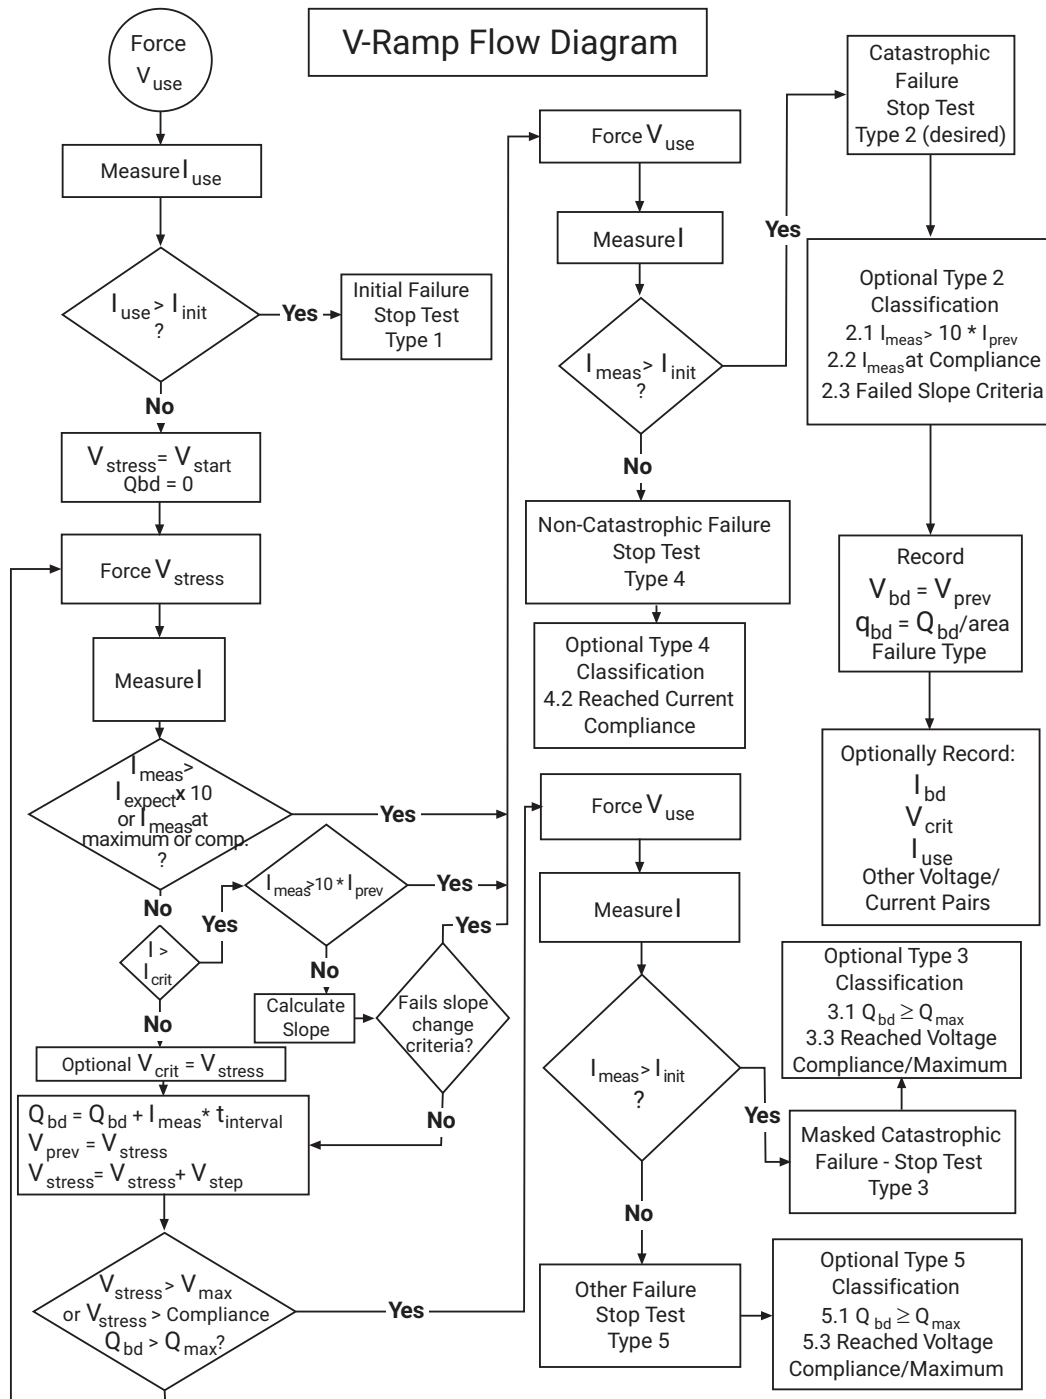 V-Ramp Flow Diagram
Force
V use
Measure I use
I use > I init
?
Yes
Initial Failure
Stop Test
Type 1
No
V stress = V start
Qbd = 0
Force V stress
Measure I
I meas >
I expect x 10
or I meas at
maximum or comp.
?
Yes
No
I >
I crit
Yes
I meas > 10 * I prev
Yes
No
Calculate
Slope
Fails slope
change
criteria?
Yes
No
No
Optional V crit = V stress
Q bd = Q bd + I meas * t interval
V prev = V stress
V stress = V stress + V step
V stress > V max
or V stress > Compliance
Q bd > Q max ?
Yes
Force V use
Measure I
I meas > I init
?
Yes
No
Non-Catastrophic Failure
Stop Test
Type 4
Optional Type 4
Classification
4.2 Reached Current
Compliance
Catastrophic
Failure
Stop Test
Type 2 (desired)
Optional Type 2
Classification
2.1 I meas > 10 * I prev
2.2 I meas at Compliance
2.3 Failed Slope Criteria
Record
V bd = V prev
q bd = Q bd /area
Failure Type
Optionally Record:
I bd
V crit
I use
Other Voltage/
Current Pairs
Force V use
Measure I
I meas > I init
?
Yes
No
Masked Catastrophic
Failure - Stop Test
Type 3
Optional Type 3
Classification
3.1 Q bd ≥ Q max
3.3 Reached Voltage
Compliance/Maximum
Other Failure
Stop Test
Type 5
Optional Type 5
Classification
5.1 Q bd ≥ Q max
5.3 Reached Voltage
Compliance/Maximum